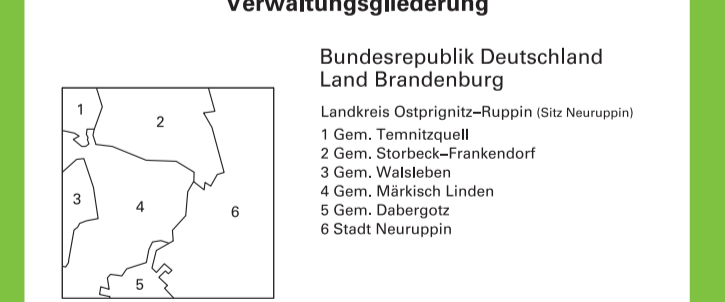 Verwaltungsgliederung
Bundesrepublik Deutschland
Land Brandenburg
Landkreis Ostprignitz–Ruppin (Sitz Neuruppin)
1 Gem. Temnitzquell
2 Gem. Storbeck–Frankendorf
3 Gem. Walsleben
4 Gem. Märkisch Linden
5 Gem. Dabergotz
6 Stadt Neuruppin
1
2
3
4
6
5